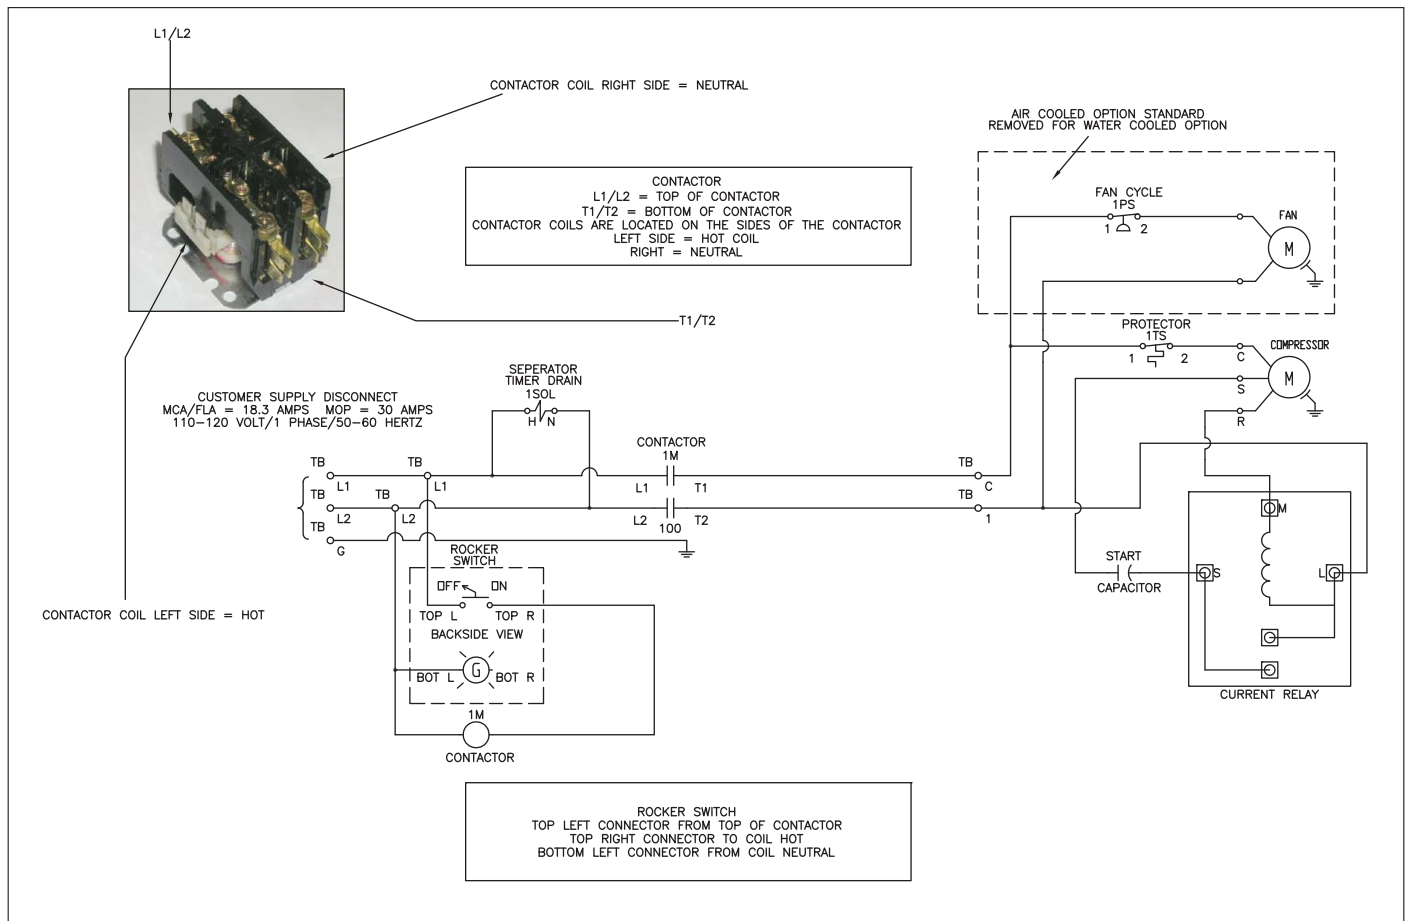 L1/L2
CONTACTOR COIL RIGHT SIDE = NEUTRAL
AIR COOLED OPTION STANDARD
REMOVED FOR WATER COOLED OPTION
CONTACTOR
L1/L2 = TOP OF CONTACTOR
T1/T2 = BOTTOM OF CONTACTOR
CONTACTOR COILS ARE LOCATED ON THE SIDES OF THE CONTACTOR
LEFT SIDE = HOT COIL
RIGHT = NEUTRAL
FAN CYCLE
1PS
1 2
FAN
M
T1/T2
PROTECTOR
1TS
1 2
C
S
R
COMPRESSOR
M
SEPERATOR
TIMER DRAIN
1SOL
H N
CUSTOMER SUPPLY DISCONNECT
MCA/FLA = 18.3 AMPS MOP = 30 AMPS
110-120 VOLT/1 PHASE/50-60 HERTZ
CONTACTOR
1M
TB
L1
TB
L1
L1 T1
TB
C
TB
L2
TB
L2
L2 T2
100
TB
1
TB
G
M
S
L
START
CAPACITOR
CURRENT RELAY
ROCKER
SWITCH
OFF ON
TOP L TOP R
BACKSIDE VIEW
G
BOT L BOT R
1M
CONTACTOR
CONTACTOR COIL LEFT SIDE = HOT
ROCKER SWITCH
TOP LEFT CONNECTOR FROM TOP OF CONTACTOR
TOP RIGHT CONNECTOR TO COIL HOT
BOTTOM LEFT CONNECTOR FROM COIL NEUTRAL